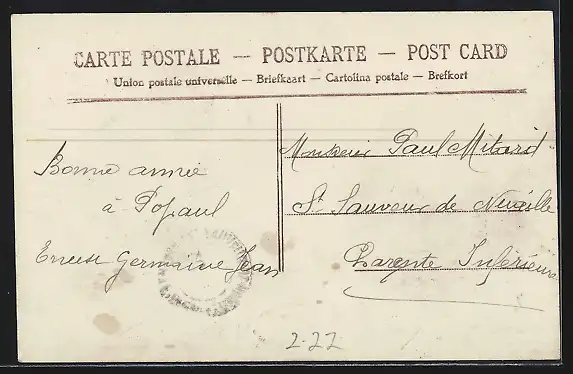 CARTE POSTALE — POSTKARTE — POST CARD
Union postale universelle — Briefkaart — Cartolina postale — Brefkort
Bonne année
à Popaul
Ernest Germaine Jean
Monsieur Paul Mitard
St Sauveur de Nuaillé
Charente Inférieure
2-22